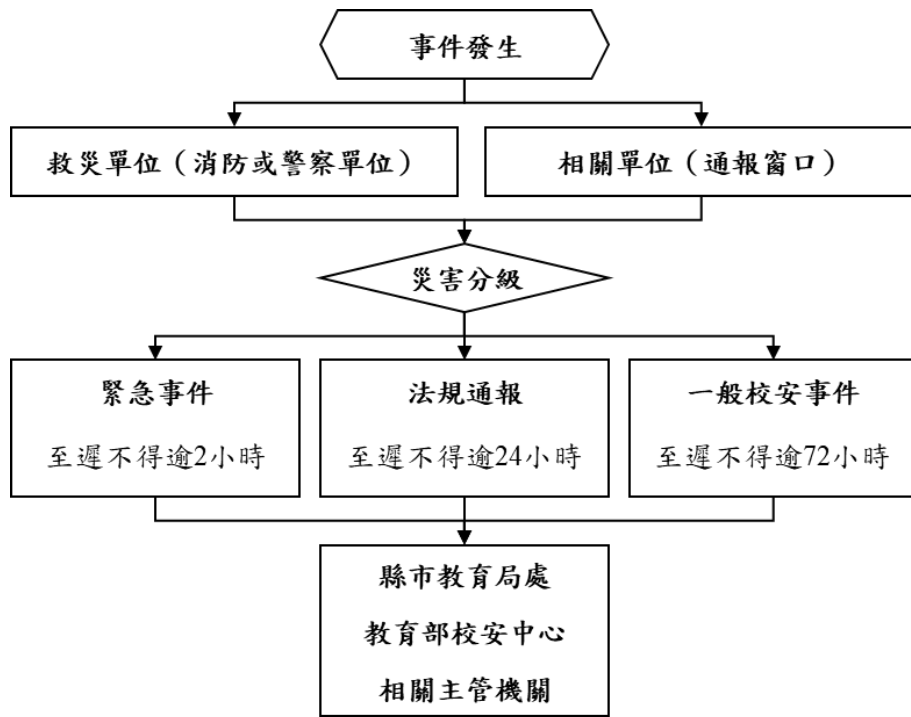 事件發生
救災單位（消防或警察單位）
相關單位（通報窗口）
災害分級
緊急事件
至遲不得逾2小時
法規通報
至遲不得逾24小時
一般校安事件
至遲不得逾72小時
縣市教育局處
教育部校安中心
相關主管機關